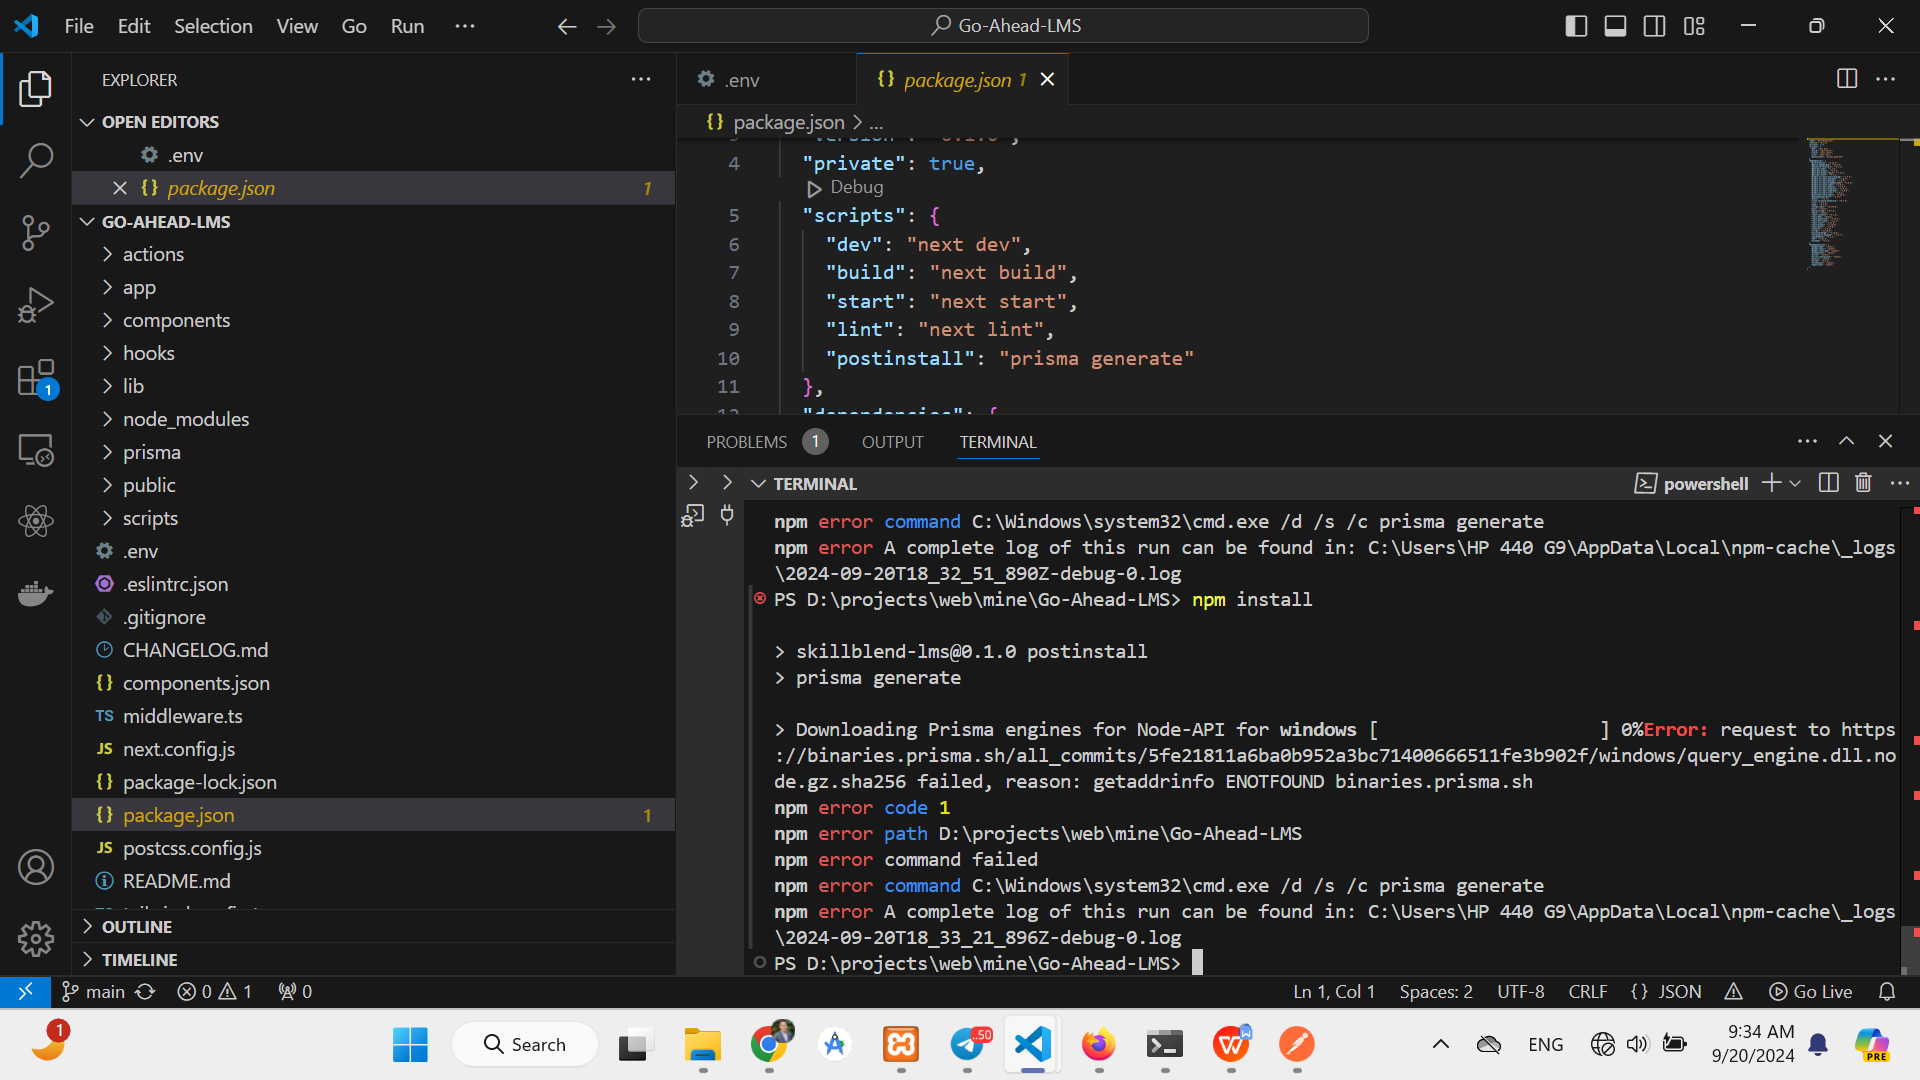 File Edit Selection View Go Run ··· Go-Ahead-LMS
EXPLORER
OPEN EDITORS
.env
package.json 1
GO-AHEAD-LMS
actions
app
components
hooks
lib
node_modules
prisma
public
scripts
.env
.eslintrc.json
.gitignore
CHANGELOG.md
{} components.json
TS middleware.ts
JS next.config.js
{} package-lock.json
{} package.json 1
JS postcss.config.js
README.md
OUTLINE
TIMELINE
1
.env
{} package.json 1
{} package.json > ...
4 "private": true,
Debug
5 "scripts": {
6 "dev": "next dev",
7 "build": "next build",
8 "start": "next start",
9 "lint": "next lint",
10 "postinstall": "prisma generate"
11 },
"dependencies": {
PROBLEMS 1 OUTPUT TERMINAL
TERMINAL powershell
npm error command C:\Windows\system32\cmd.exe /d /s /c prisma generate
npm error A complete log of this run can be found in: C:\Users\HP 440 G9\AppData\Local\npm-cache\_logs
\2024-09-20T18_32_51_890Z-debug-0.log
PS D:\projects\web\mine\Go-Ahead-LMS> npm install
> skillblend-lms@0.1.0 postinstall
> prisma generate
> Downloading Prisma engines for Node-API for windows [ ] 0%Error: request to https
://binaries.prisma.sh/all_commits/5fe21811a6ba0b952a3bc71400666511fe3b902f/windows/query_engine.dll.no
de.gz.sha256 failed, reason: getaddrinfo ENOTFOUND binaries.prisma.sh
npm error code 1
npm error path D:\projects\web\mine\Go-Ahead-LMS
npm error command failed
npm error command C:\Windows\system32\cmd.exe /d /s /c prisma generate
npm error A complete log of this run can be found in: C:\Users\HP 440 G9\AppData\Local\npm-cache\_logs
\2024-09-20T18_33_21_896Z-debug-0.log
PS D:\projects\web\mine\Go-Ahead-LMS>
main 0 1 0 Ln 1, Col 1 Spaces: 2 UTF-8 CRLF {} JSON Go Live
1 Search 50 ENG 9:34 AM
9/20/2024
PRE